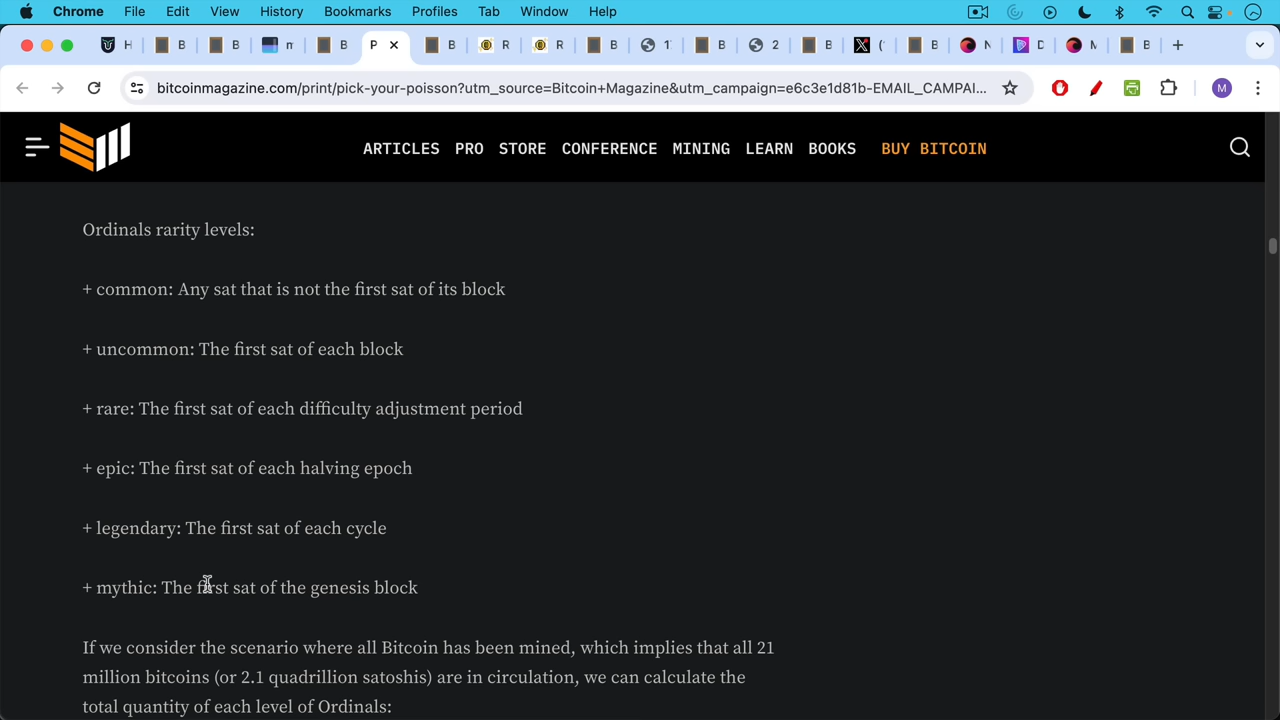 Chrome File Edit View History Bookmarks Profiles Tab Window Help
H B B n B P B R R B 1 B 2 B ( B N D M B
bitcoinmagazine.com/print/pick-your-poisson?utm_source=Bitcoin+Magazine&utm_campaign=e6c3e1d81b-EMAIL_CAMPAI... M
ARTICLES PRO STORE CONFERENCE MINING LEARN BOOKS BUY BITCOIN
Ordinals rarity levels:
+ common: Any sat that is not the first sat of its block
+ uncommon: The first sat of each block
+ rare: The first sat of each difficulty adjustment period
+ epic: The first sat of each halving epoch
+ legendary: The first sat of each cycle
+ mythic: The first sat of the genesis block
If we consider the scenario where all Bitcoin has been mined, which implies that all 21
million bitcoins (or 2.1 quadrillion satoshis) are in circulation, we can calculate the
total quantity of each level of Ordinals: